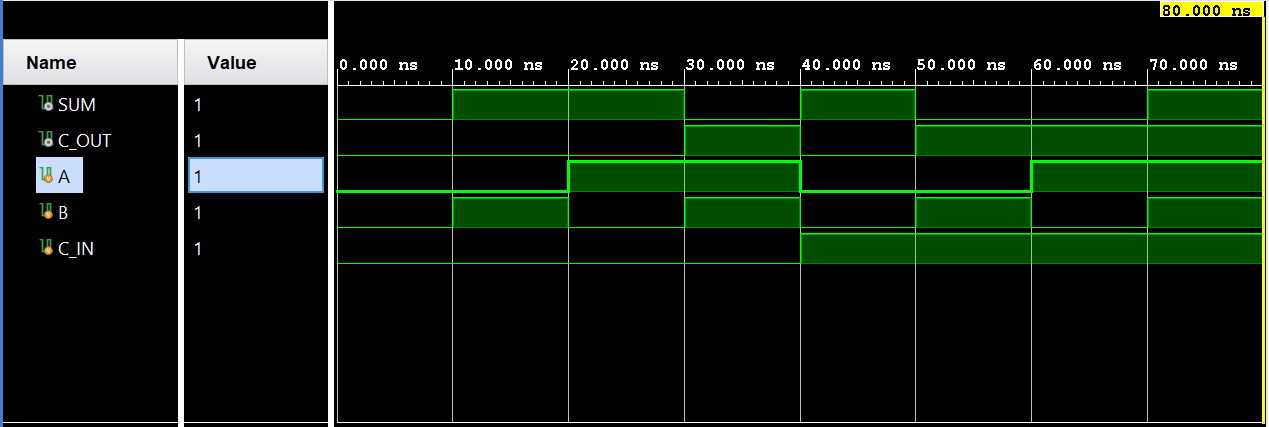 80.000 ns
Name Value
0.000 ns 10.000 ns 20.000 ns 30.000 ns 40.000 ns 50.000 ns 60.000 ns 70.000 ns
SUM 1
C_OUT 1
A 1
B 1
C_IN 1